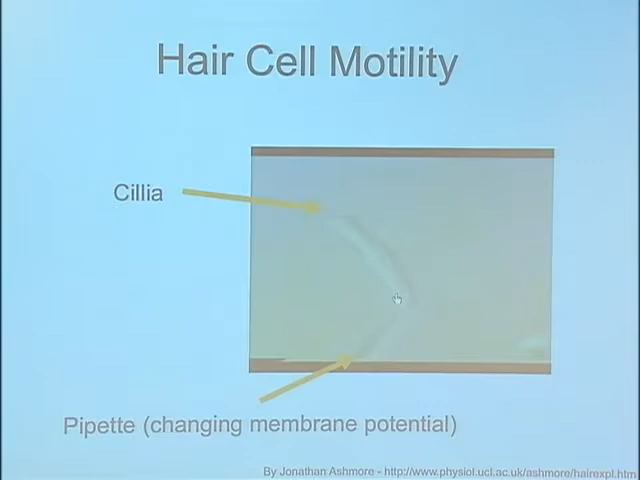 Hair Cell Motility
Cillia
Pipette (changing membrane potential)
By Jonathan Ashmore - http://www.physiol.ucl.ac.uk/ashmore/hairexpl.htm